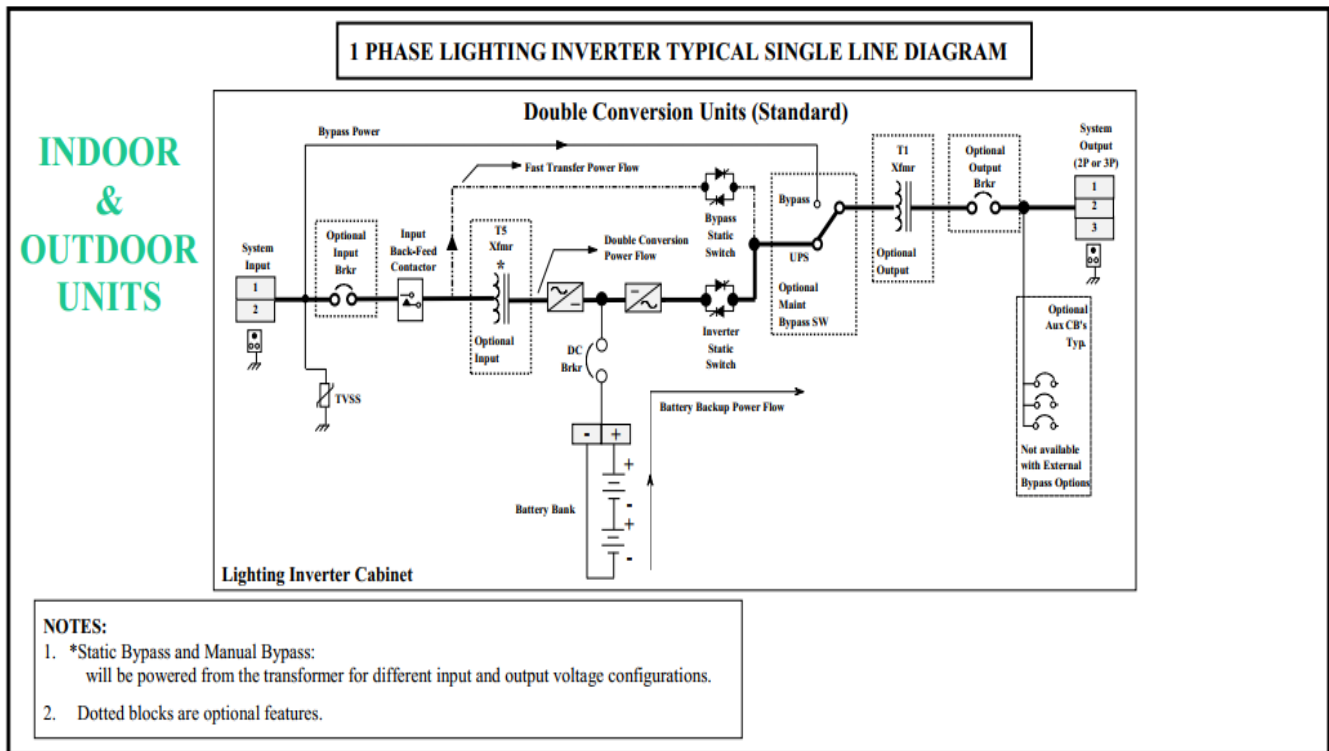 1 PHASE LIGHTING INVERTER TYPICAL SINGLE LINE DIAGRAM
INDOOR
&
OUTDOOR
UNITS
Double Conversion Units (Standard)
Bypass Power
Fast Transfer Power Flow
System
Input
1
2
Optional
Input
Brkr
Input
Back-Feed
Contactor
T5
Xfmr
*
Optional
Input
Double Conversion
Power Flow
Bypass
Static
Switch
Inverter
Static
Switch
Bypass
UPS
Optional
Maint
Bypass SW
T1
Xfmr
Optional
Output
Optional
Output
Brkr
System
Output
(2P or 3P)
1
2
3
TVSS
DC
Brkr
- +
+
-
+
-
Battery Bank
Battery Backup Power Flow
Optional
Aux CB's
Typ.
Not available
with External
Bypass Options
Lighting Inverter Cabinet
NOTES:
1. *Static Bypass and Manual Bypass:
will be powered from the transformer for different input and output voltage configurations.
2. Dotted blocks are optional features.